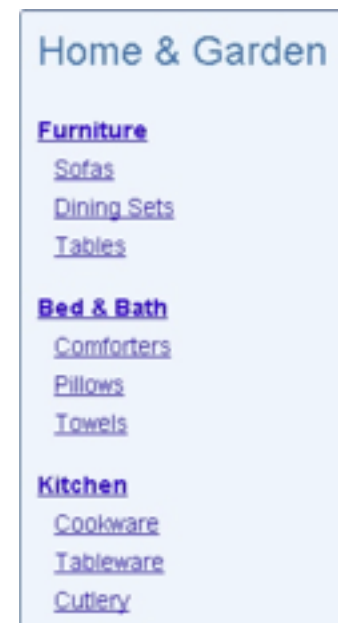 Home & Garden
Furniture
Sofas
Dining Sets
Tables
Bed & Bath
Comforters
Pillows
Towels
Kitchen
Cookware
Tableware
Cutlery